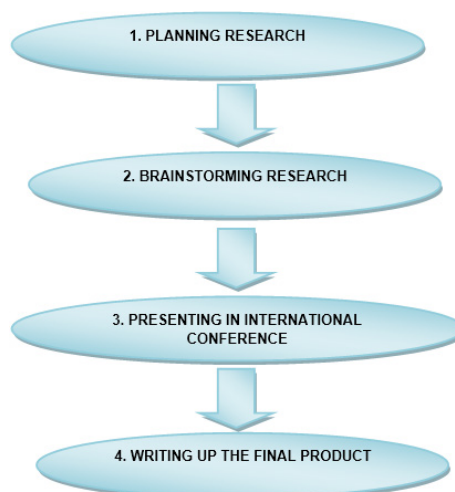 1. PLANNING RESEARCH
2. BRAINSTORMING RESEARCH
3. PRESENTING IN INTERNATIONAL
CONFERENCE
4. WRITING UP THE FINAL PRODUCT